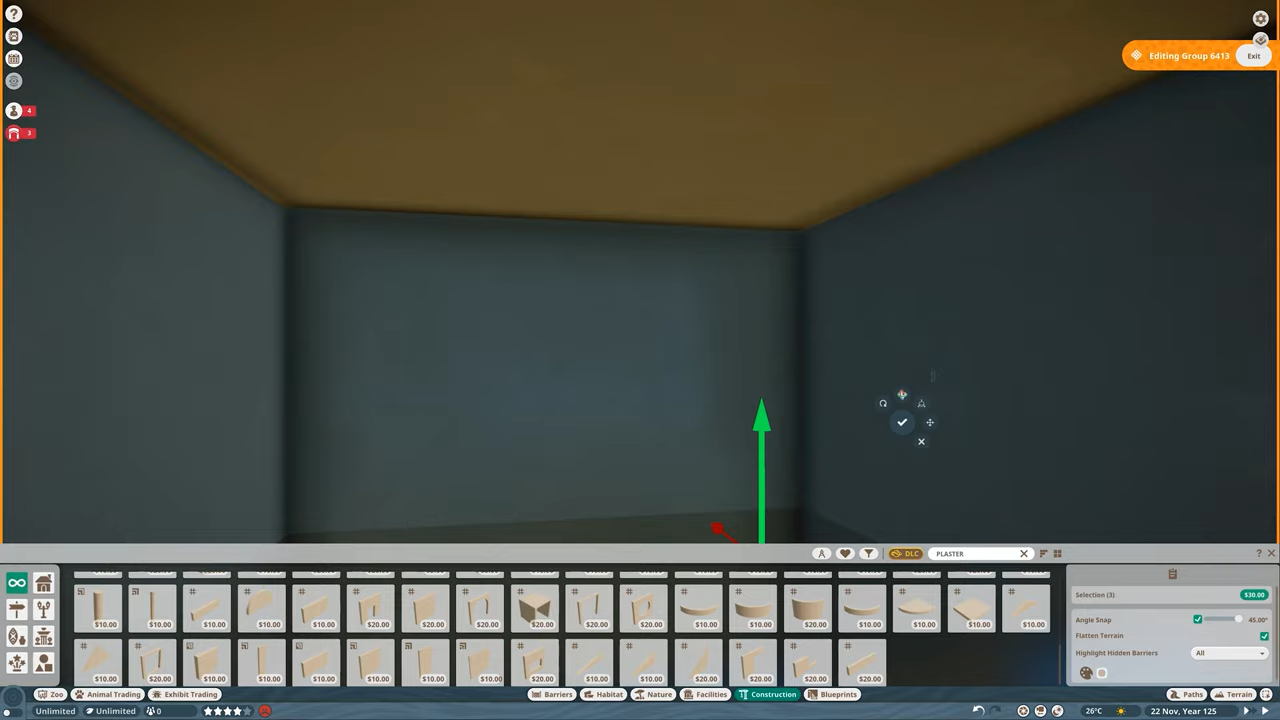 ?
Editing Group 6413 Exit
4
3
DLC PLASTER ?
$10.00 $10.00 $10.00 $10.00 $10.00 $10.00 $10.00 $10.00 $20.00 $10.00 $20.00 $10.00 $10.00 $20.00 $10.00 $10.00 $20.00 $10.00
$10.00 $20.00 $20.00 $10.00 $10.00 $20.00 $10.00 $20.00 $20.00 $10.00 $10.00 $10.00 $20.00 $20.00 $10.00
Selection (3) $30.00
Angle Snap 45.00°
Flatten Terrain
Highlight Hidden Barriers All
Zoo Animal Trading Exhibit Trading Barriers Habitat Nature Facilities Construction Blueprints Paths Terrain
Unlimited Unlimited 0 26°C 22 Nov, Year 125